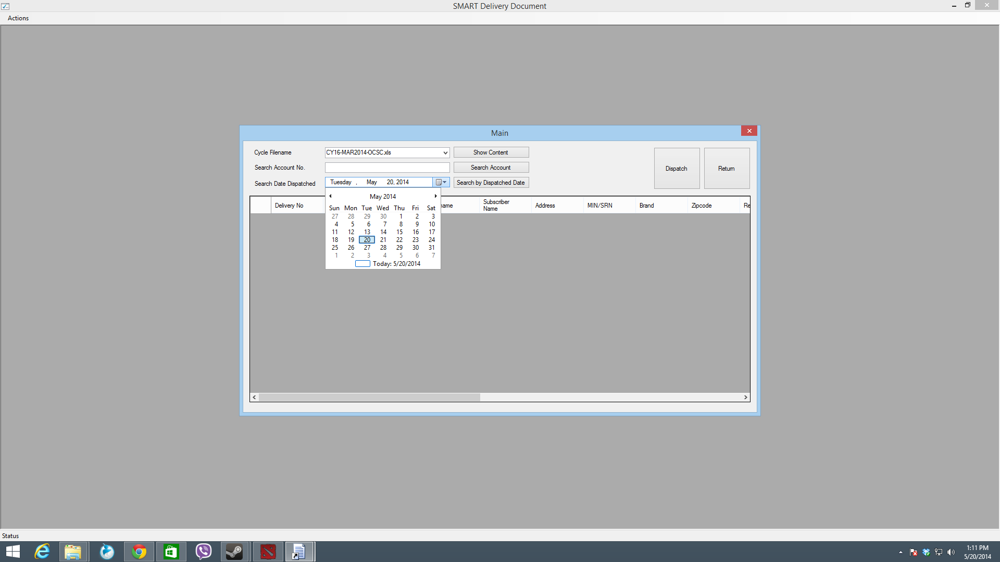 SMART Delivery Document
Actions
Main
Cycle Filename CY16-MAR2014-OCSC.xls Show Content
Search Account No. Search Account
Search Date Dispatched Tuesday , May 20, 2014 Search by Dispatched Date
Dispatch Return
May 2014
Sun Mon Tue Wed Thu Fri Sat
27 28 29 30 1 2 3
4 5 6 7 8 9 10
11 12 13 14 15 16 17
18 19 20 21 22 23 24
25 26 27 28 29 30 31
1 2 3 4 5 6 7
Today: 5/20/2014
Delivery No Subscriber Name Address MIN/SRN Brand Zipcode
Status
1:11 PM
5/20/2014